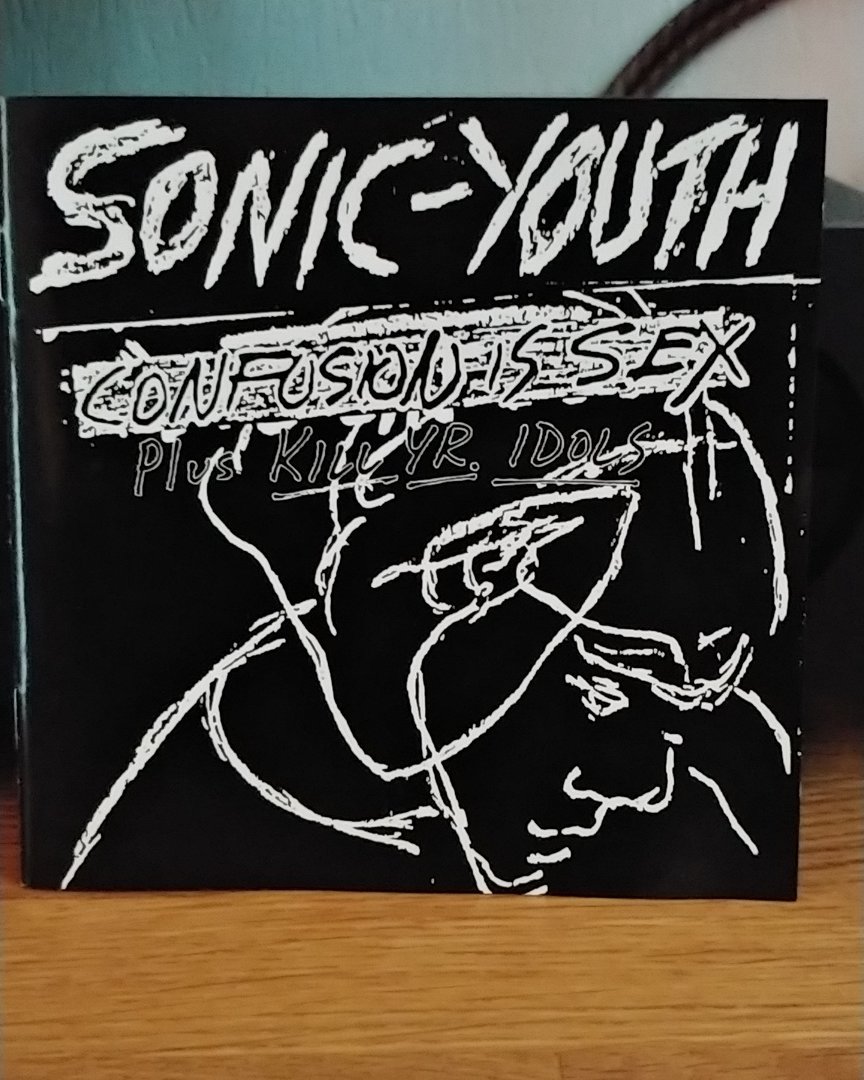 SONIC-YOUTH
CONFUSION IS SEX
Plus KILL YR. IDOLS